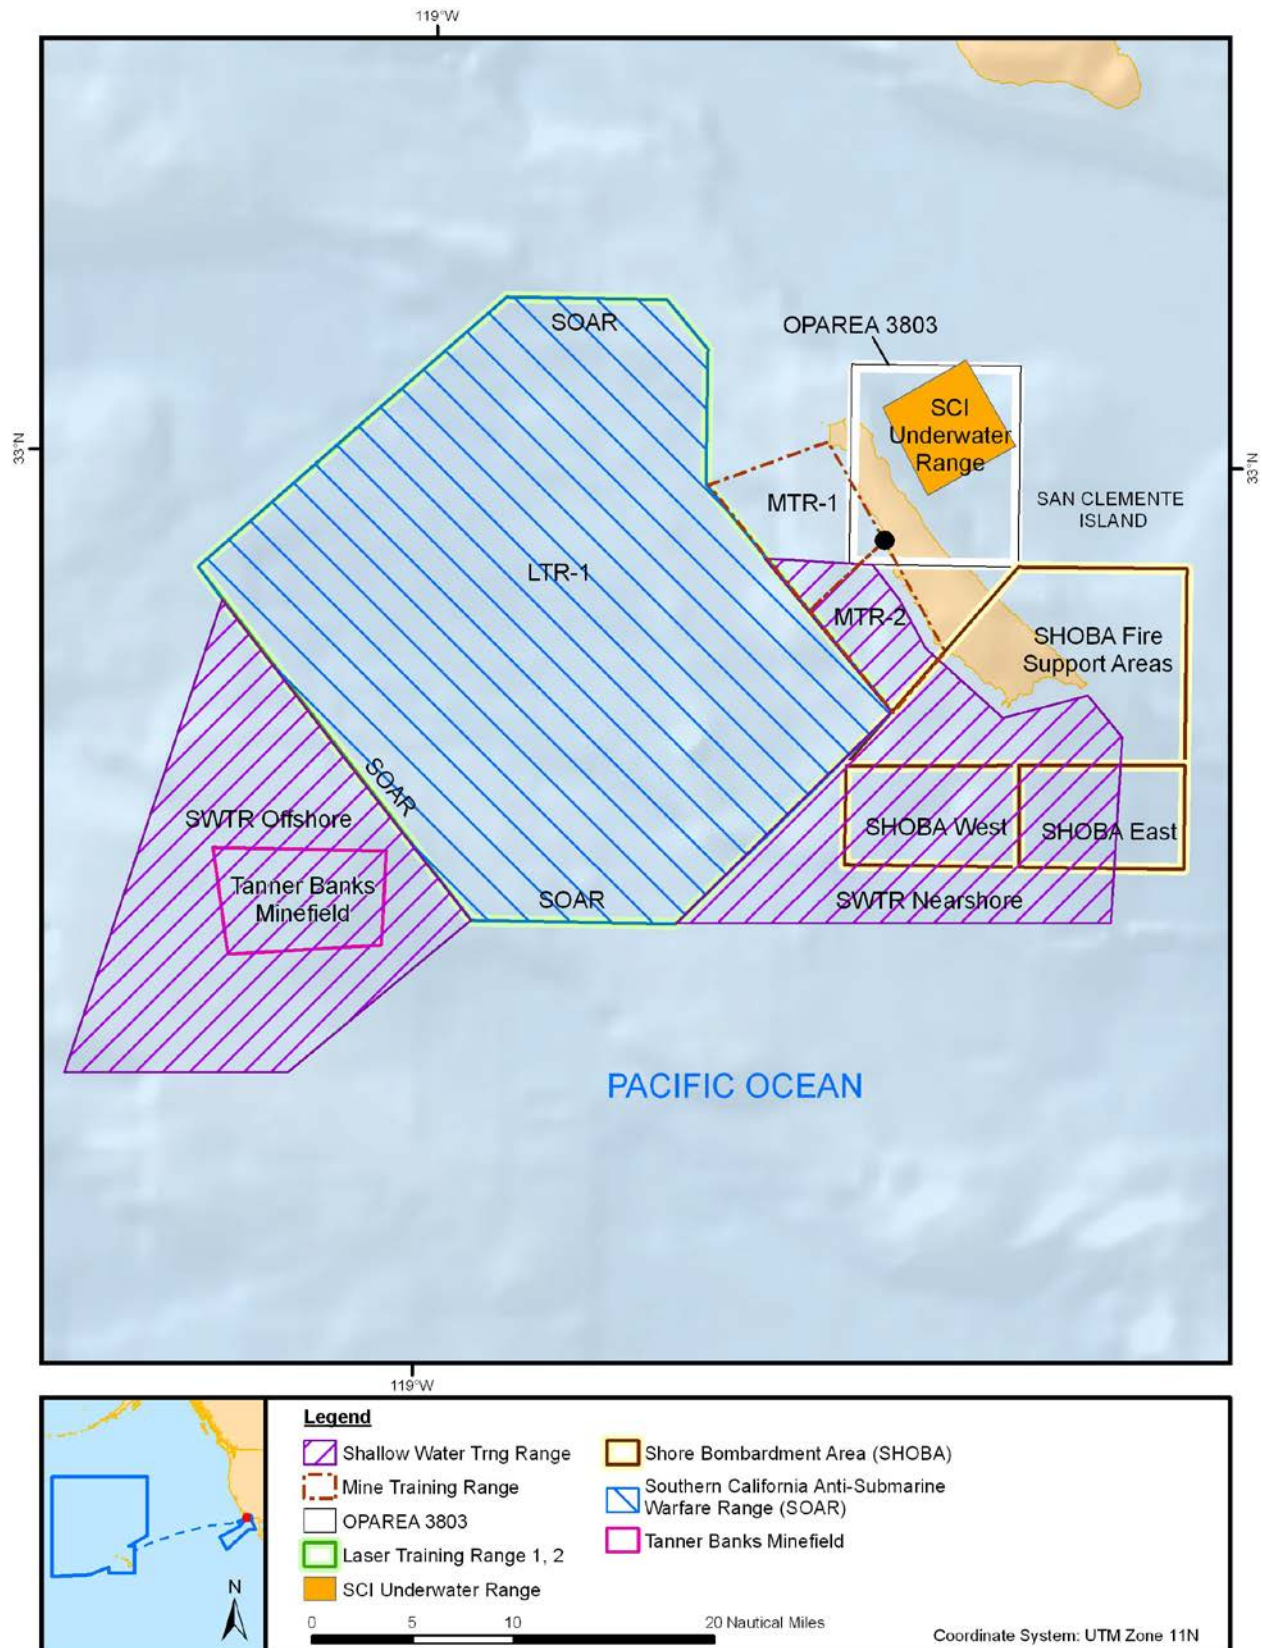 119°W
SOAR
OPAREA 3803
SCI
Underwater
Range
33°N
33°N
MTR-1
SAN CLEMENTE
ISLAND
LTR-1
MTR-2
SHOBA Fire
Support Areas
SOAR
SWTR Offshore
SHOBA West
SHOBA East
Tanner Banks
Minefield
SOAR
SWTR Nearshore
PACIFIC OCEAN
119°W
Legend
Shallow Water Trng Range
Mine Training Range
OPAREA 3803
Laser Training Range 1, 2
SCI Underwater Range
Shore Bombardment Area (SHOBA)
Southern California Anti-Submarine
Warfare Range (SOAR)
Tanner Banks Minefield
N
0 5 10 20 Nautical Miles
Coordinate System: UTM Zone 11N